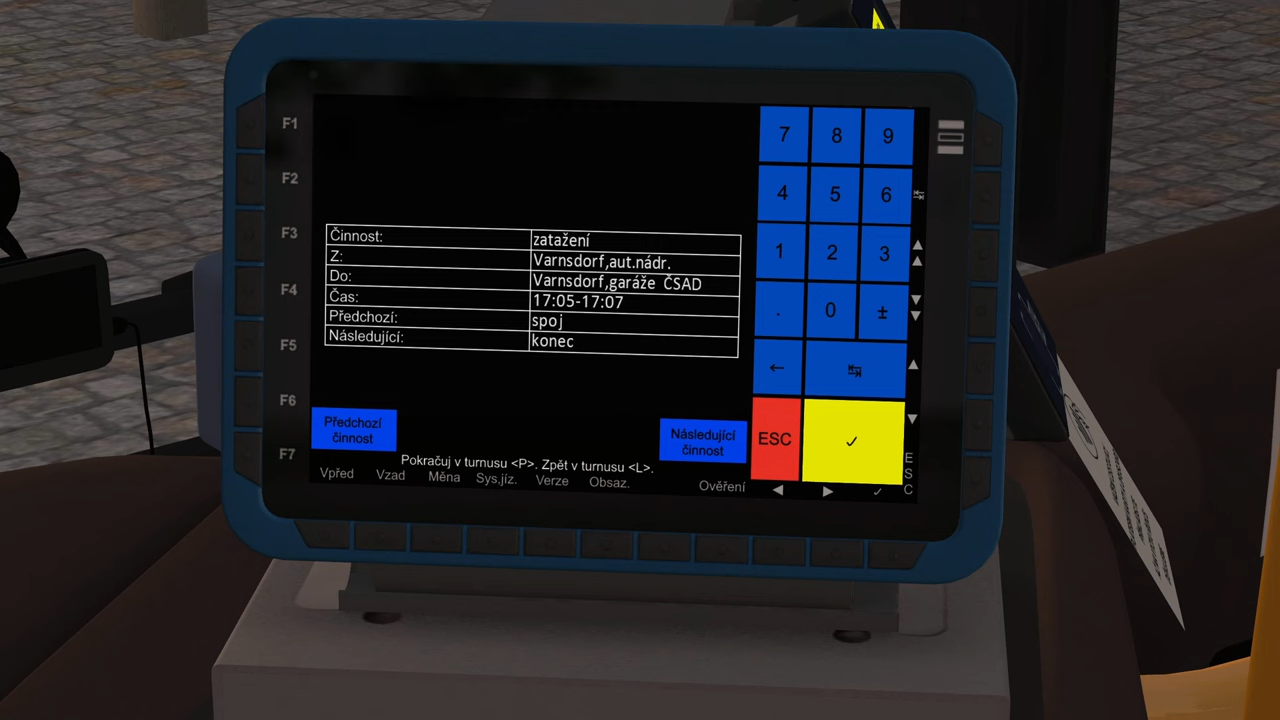 F1
F2
F3
F4
F5
F6
F7
Činnost: zatažení
Z: Varnsdorf,aut.nádr.
Do: Varnsdorf,garáže ČSAD
Čas: 17:05-17:07
Předchozí: spoj
Následující: konec
Předchozí
činnost
Následující
činnost
Pokračuj v turnusu <P>. Zpět v turnusu <L>.
Vpřed Vzad Měna Sys.jíz. Verze Obsaz. Ověření
7 8 9
4 5 6
1 2 3
. 0 ±
←
ESC ✓
ESC